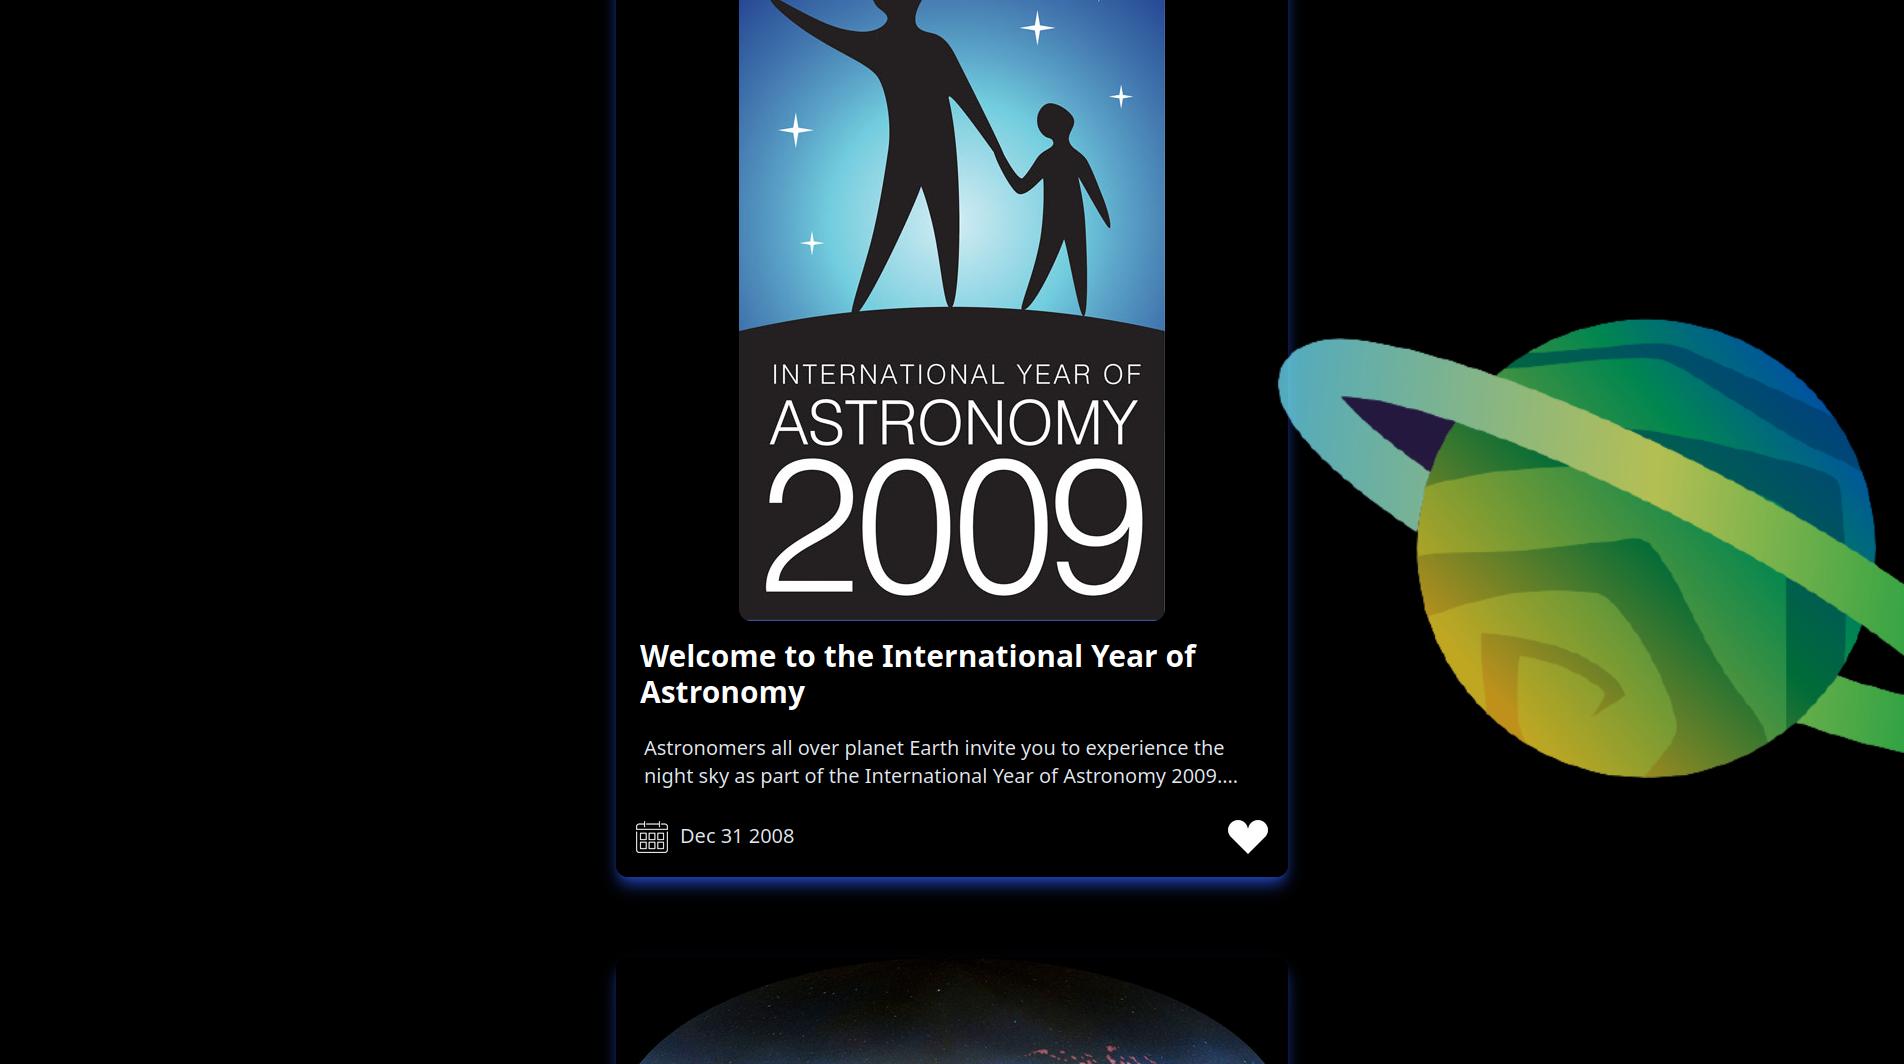 INTERNATIONAL YEAR OF
ASTRONOMY
2009
Welcome to the International Year of
Astronomy
Astronomers all over planet Earth invite you to experience the
night sky as part of the International Year of Astronomy 2009....
Dec 31 2008